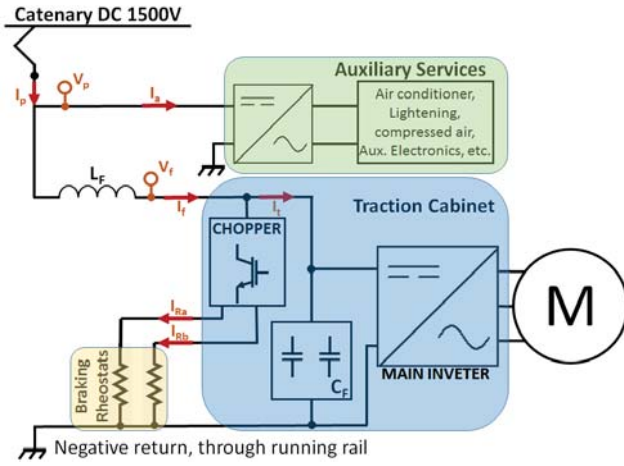 Catenary DC 1500V
Auxiliary Services
Vp
Ip
Ia
Air conditioner,
Lightening,
compressed air,
Aux. Electronics, etc.
LF
Vf
If
It
Traction Cabinet
CHOPPER
IRa
IRb
M
Braking
Rheostats
CF
MAIN INVETER
Negative return, through running rail